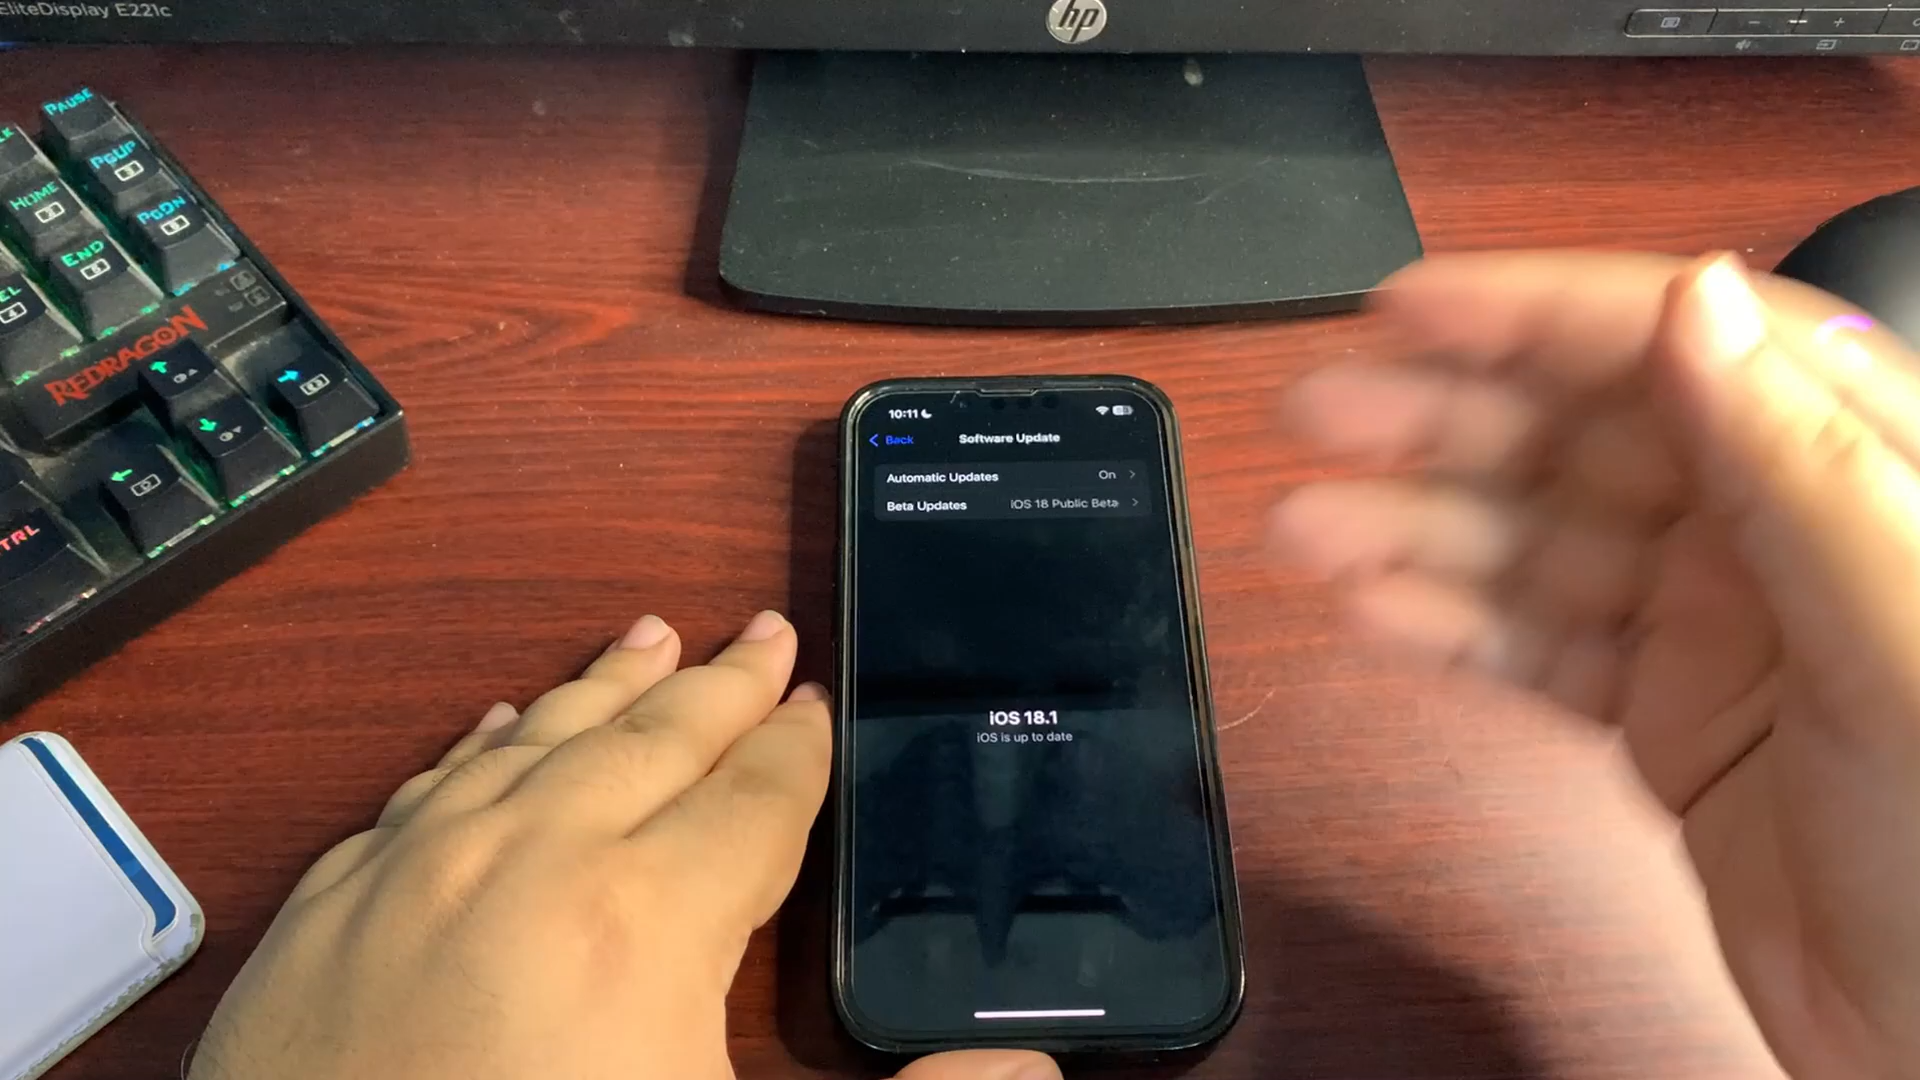 EliteDisplay E221c
hp
PAUSE
PGUP
HOME
PGDN
END
REDRAGON
10:11
Back
Software Update
Automatic Updates On
Beta Updates iOS 18 Public Beta
iOS 18.1
iOS is up to date